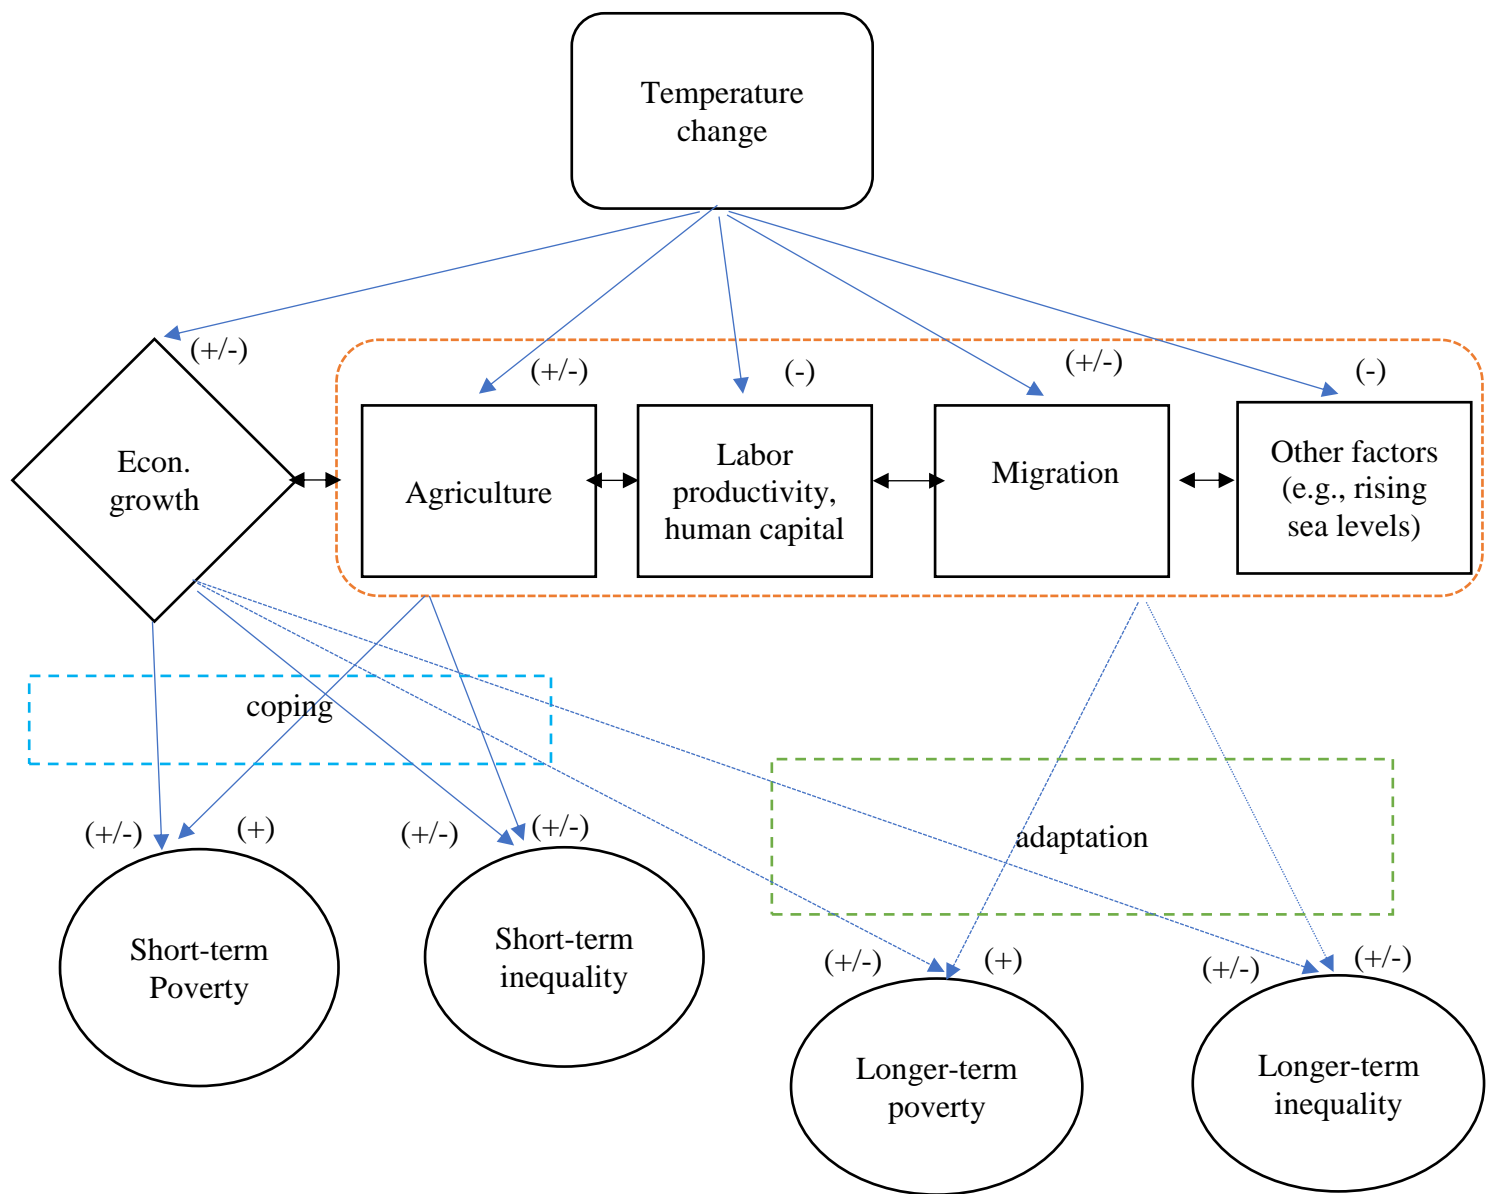 Temperature
change
(+/-)
(+/-)
(-)
(+/-)
(-)
Econ.
growth
Agriculture
Labor
productivity,
human capital
Migration
Other factors
(e.g., rising
sea levels)
coping
adaptation
(+/-)
(+)
(+/-)
(+/-)
Short-term
Poverty
Short-term
inequality
(+/-)
(+)
(+/-)
(+/-)
Longer-term
poverty
Longer-term
inequality